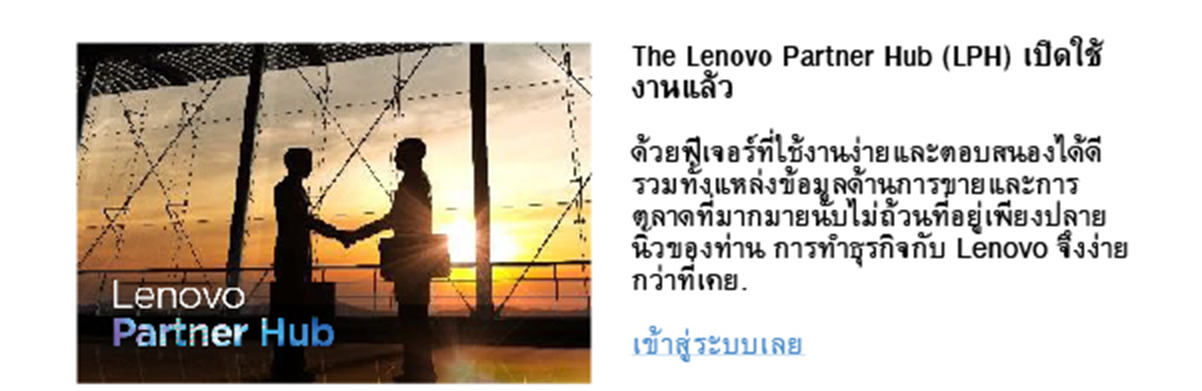 Lenovo
Partner Hub
The Lenovo Partner Hub (LPH) เปิดใช้
งานแล้ว
ด้วยฟีเจอร์ที่ใช้งานง่ายและตอบสนองได้ดี
รวมทั้งแหล่งข้อมูลด้านการขายและการ
ตลาดที่มากมายนับไม่ถ้วนที่อยู่เพียงปลาย
นิ้วของท่าน การทำธุรกิจกับ Lenovo จึงง่าย
กว่าที่เคย.
เข้าสู่ระบบเลย